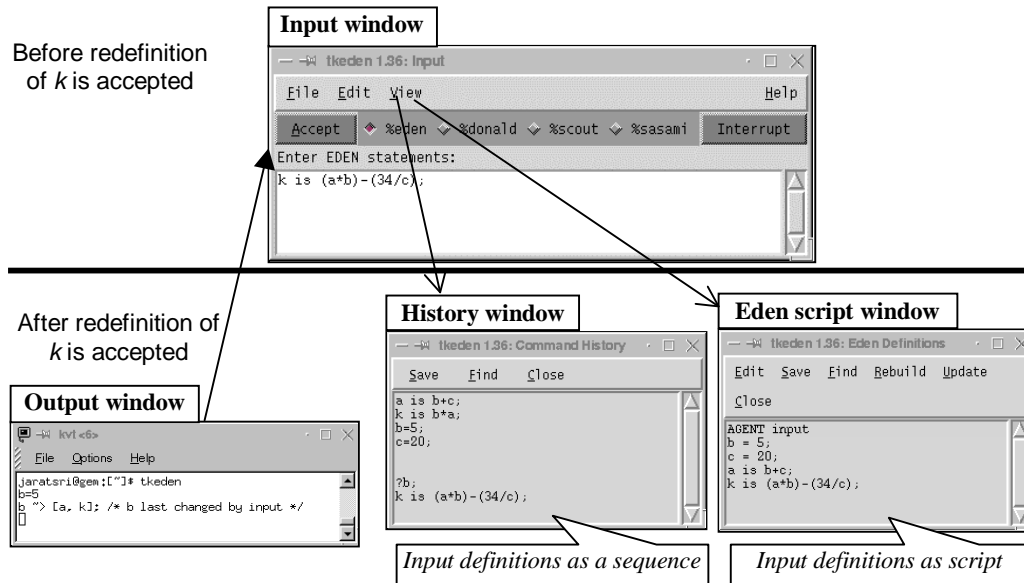 Before redefinition
of k is accepted
Input window
tkeden 1.36: Input
File Edit View Help
Accept %eden %donald %scout %sasami Interrupt
Enter EDEN statements:
k is (a*b)-(34/c);
After redefinition of
k is accepted
Output window
kvt <6>
File Options Help
jaratsri@gem:[~]$ tkeden
b=5
b ~> [a, k]; /* b last changed by input */
History window
tkeden 1.36: Command History
Save Find Close
a is b+c;
k is b*a;
b=5;
c=20;
?b;
k is (a*b)-(34/c);
Input definitions as a sequence
Eden script window
tkeden 1.36: Eden Definitions
Edit Save Find Rebuild Update
Close
AGENT input
b = 5;
c = 20;
a is b+c;
k is (a*b)-(34/c);
Input definitions as script